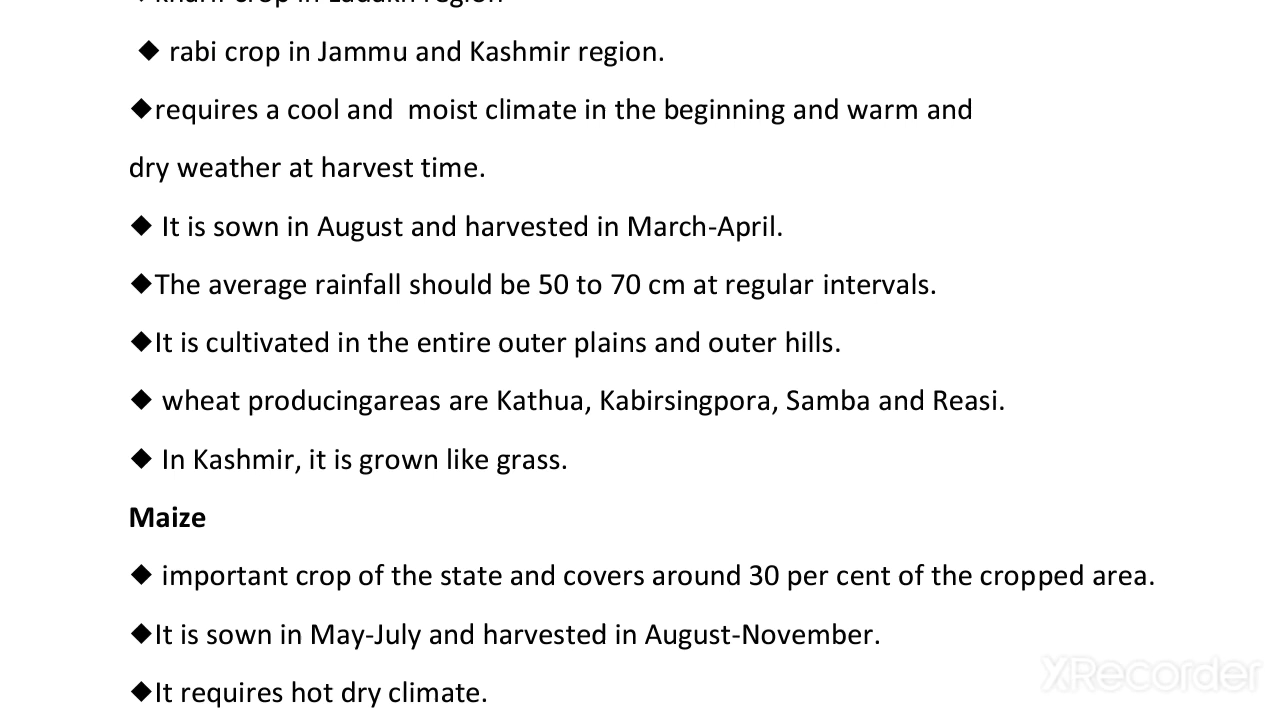 kharif crop in Ladakh region
◆ rabi crop in Jammu and Kashmir region.
◆requires a cool and  moist climate in the beginning and warm and
dry weather at harvest time.
◆ It is sown in August and harvested in March-April.
◆The average rainfall should be 50 to 70 cm at regular intervals.
◆It is cultivated in the entire outer plains and outer hills.
◆ wheat producingareas are Kathua, Kabirsingpora, Samba and Reasi.
◆ In Kashmir, it is grown like grass.
Maize
◆ important crop of the state and covers around 30 per cent of the cropped area.
◆It is sown in May-July and harvested in August-November.
◆It requires hot dry climate.
XRecorder